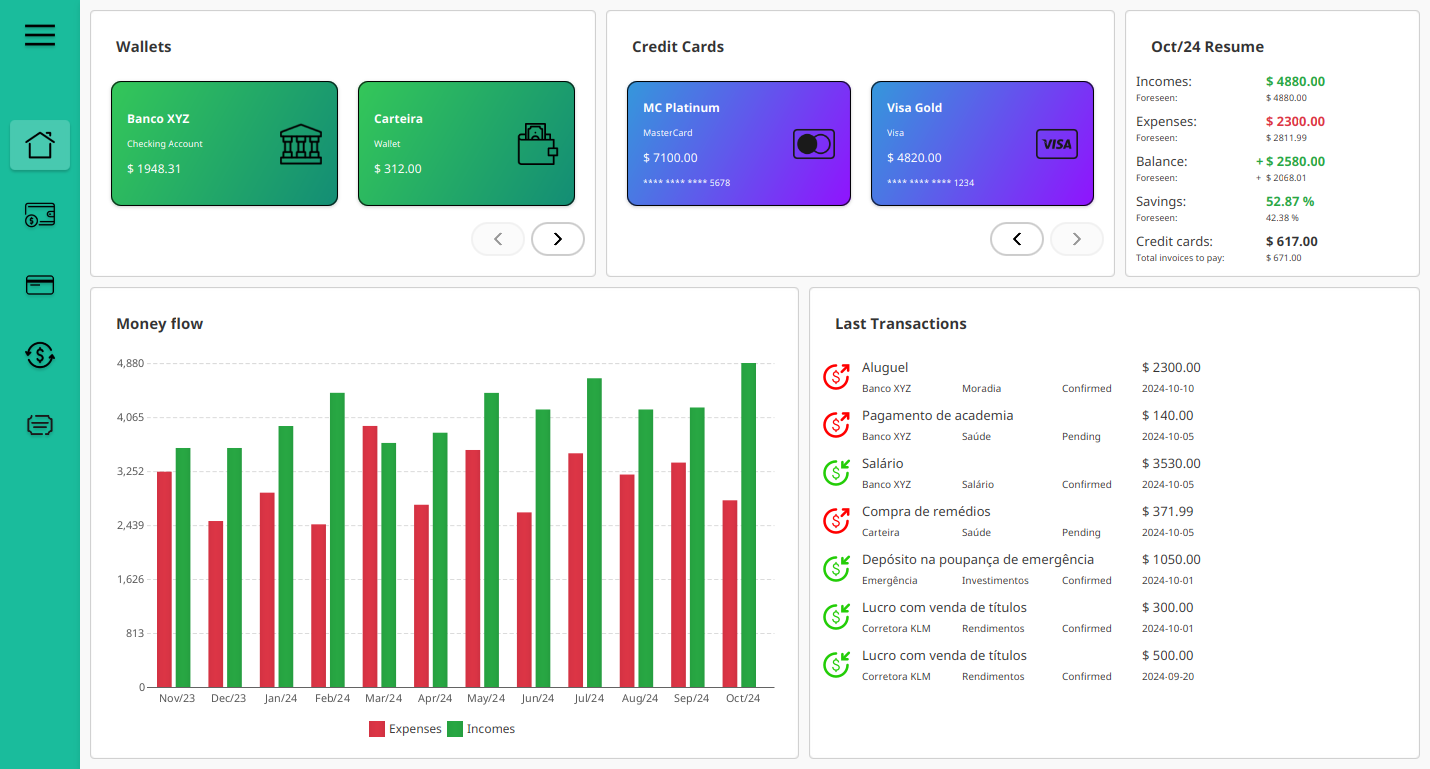 Wallets
Banco XYZ
Checking Account
$ 1948.31
Carteira
Wallet
$ 312.00
Credit Cards
MC Platinum
MasterCard
$ 7100.00
**** **** **** 5678
Visa Gold
Visa
$ 4820.00
**** **** **** 1234
VISA
Oct/24 Resume
Incomes: $ 4880.00
Foreseen: $ 4880.00
Expenses: $ 2300.00
Foreseen: $ 2811.99
Balance: + $ 2580.00
Foreseen: + $ 2068.01
Savings: 52.87 %
Foreseen: 42.38 %
Credit cards: $ 617.00
Total invoices to pay: $ 671.00
Money flow
4,880
4,065
3,252
2,439
1,626
813
0
Nov/23 Dec/23 Jan/24 Feb/24 Mar/24 Apr/24 May/24 Jun/24 Jul/24 Aug/24 Sep/24 Oct/24
Expenses Incomes
Last Transactions
Aluguel $ 2300.00
Banco XYZ Moradia Confirmed 2024-10-10
Pagamento de academia $ 140.00
Banco XYZ Saúde Pending 2024-10-05
Salário $ 3530.00
Banco XYZ Salário Confirmed 2024-10-05
Compra de remédios $ 371.99
Carteira Saúde Pending 2024-10-05
Depósito na poupança de emergência $ 1050.00
Emergência Investimentos Confirmed 2024-10-01
Lucro com venda de títulos $ 300.00
Corretora KLM Rendimentos Confirmed 2024-10-01
Lucro com venda de títulos $ 500.00
Corretora KLM Rendimentos Confirmed 2024-09-20